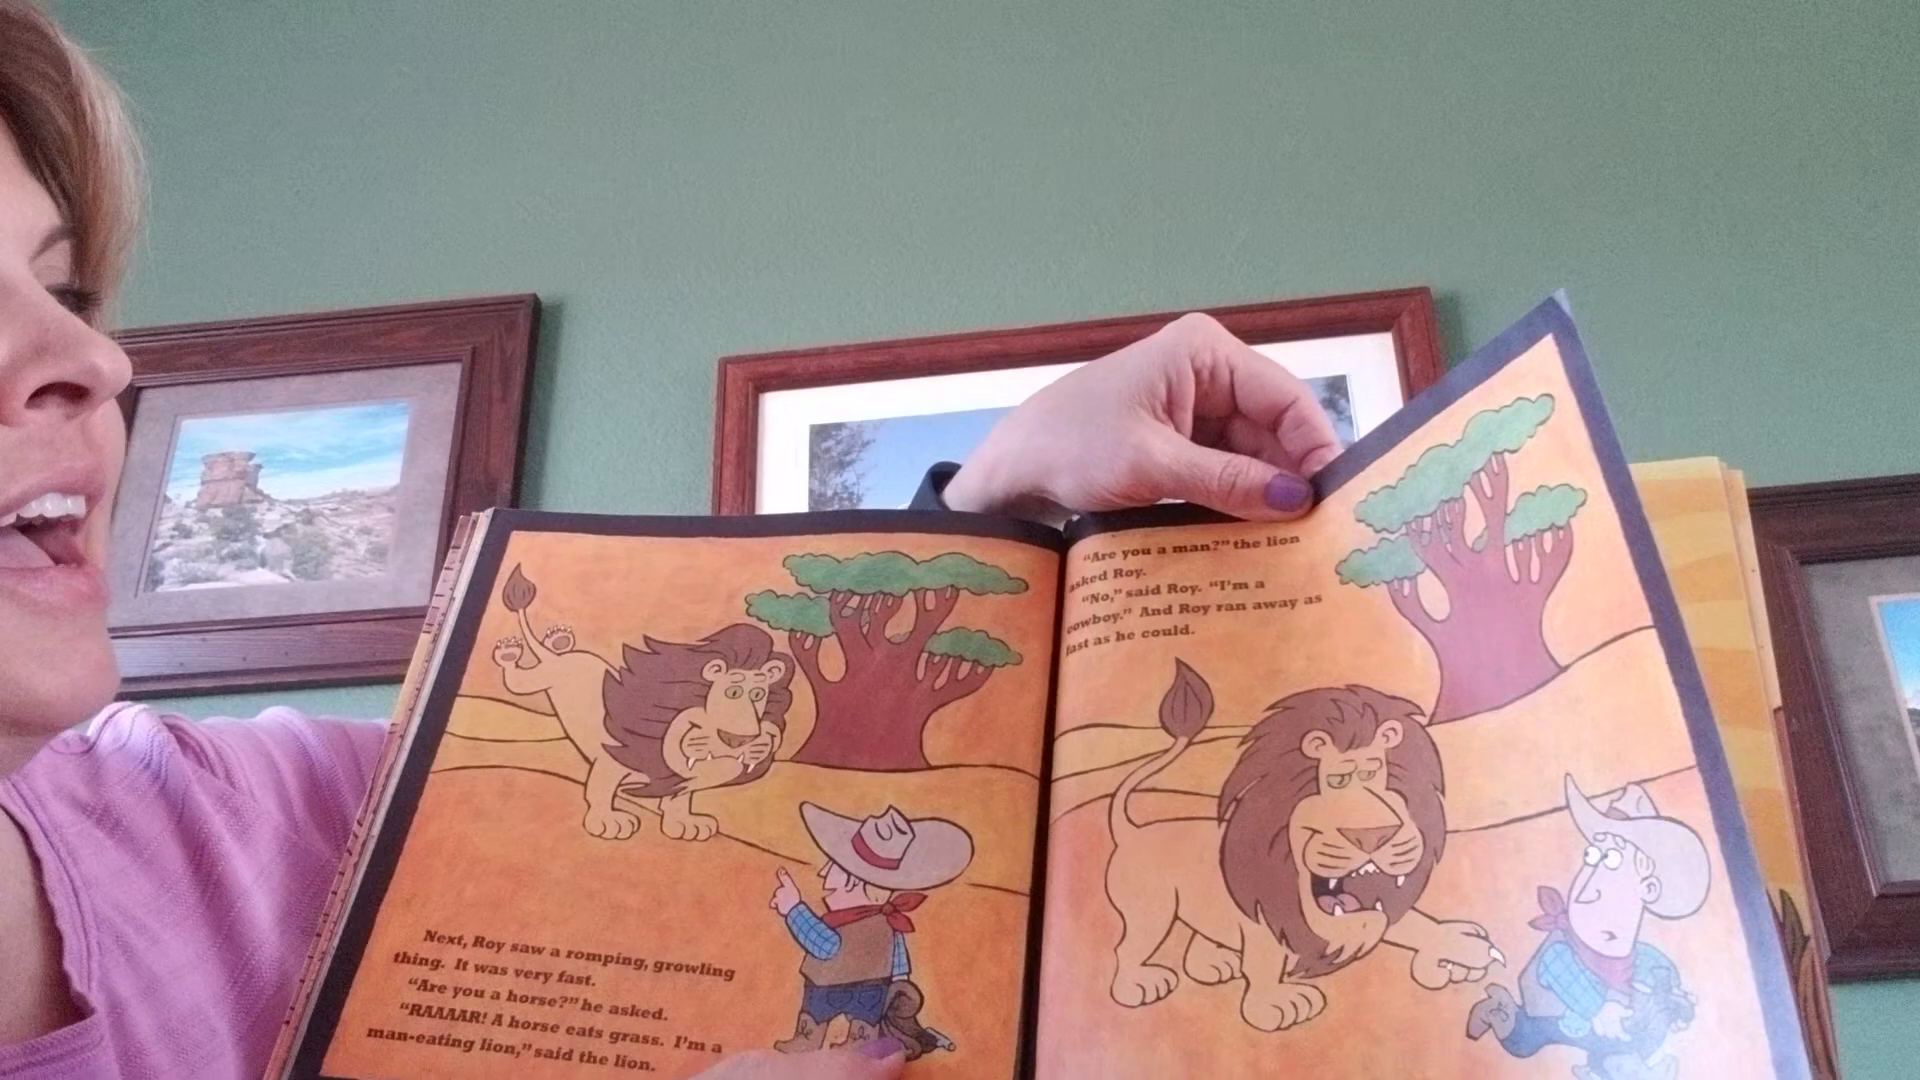 Next, Roy saw a romping, growling
thing. It was very fast.
"Are you a horse?" he asked.
"RAAAAR! A horse eats grass. I'm a
man-eating lion," said the lion.
"Are you a man?" the lion
asked Roy.
"No," said Roy. "I'm a
cowboy." And Roy ran away as
fast as he could.